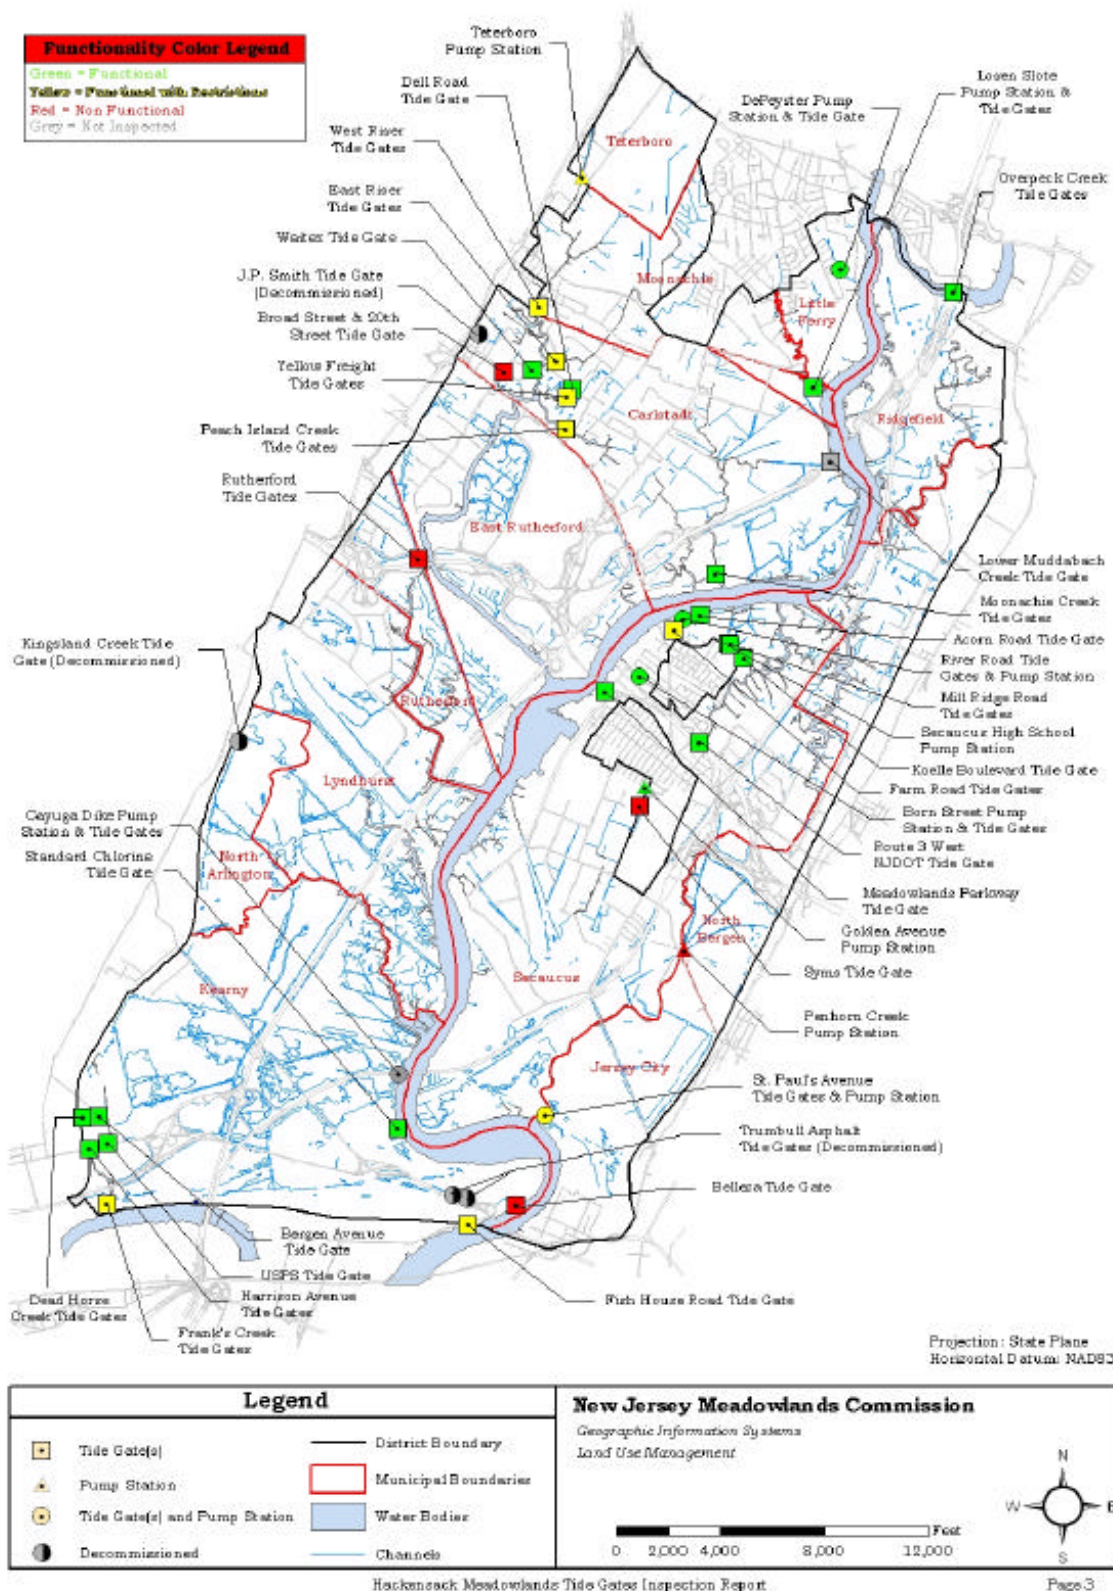 Functionality Color Legend
Green = Functional
Yellow = Functional with Restrictions
Red = Non Functional
Grey = Not Inspected
Teterboro
Pump Station
Dell Road
Tide Gate
West River
Tide Gates
East River
Tide Gates
Waitex Tide Gate
J.P. Smith Tide Gate
(Decommissioned)
Broad Street & 20th
Street Tide Gate
Yellow Freight
Tide Gates
Peach Island Creek
Tide Gates
Rutherford
Tide Gates
Kingsland Creek Tide
Gate (Decommissioned)
Cayuga Dike Pump
Station & Tide Gates
Standard Chlorine
Tide Gate
DePeyster Pump
Station & Tide Gate
Losen Slote
Pump Station &
Tide Gates
Overpeck Creek
Tide Gates
Teterboro
Moonachie
Little
Ferry
Carlstadt
Ridgefield
East Rutherford
Rutherford
Lyndhurst
North
Arlington
Kearny
Secaucus
North
Bergen
Jersey City
Lower Muddabach
Creek Tide Gate
Moonachie Creek
Tide Gates
Acorn Road Tide Gate
River Road Tide
Gates & Pump Station
Mill Ridge Road
Tide Gates
Secaucus High School
Pump Station
Koelle Boulevard Tide Gate
Farm Road Tide Gates
Born Street Pump
Station & Tide Gates
Route 3 West
NJDOT Tide Gate
Meadowlands Parkway
Tide Gate
Golden Avenue
Pump Station
Syms Tide Gate
Penhorn Creek
Pump Station
St. Paul's Avenue
Tide Gates & Pump Station
Trumbull Asphalt
Tide Gates (Decommissioned)
Belleza Tide Gate
Bergen Avenue
Tide Gate
USPS Tide Gate
Harrison Avenue
Tide Gates
Dead Horse
Creek Tide Gates
Frank's Creek
Tide Gates
Fish House Road Tide Gate
Projection: State Plane
Horizontal Datum: NAD83
Legend
Tide Gate(s)
Pump Station
Tide Gate(s) and Pump Station
Decommissioned
District Boundary
Municipal Boundaries
Water Bodies
Channels
New Jersey Meadowlands Commission
Geographic Information Systems
Land Use Management
Feet
0 2,000 4,000 8,000 12,000
N
W E
S
Hackensack Meadowlands Tide Gates Inspection Report Page 3